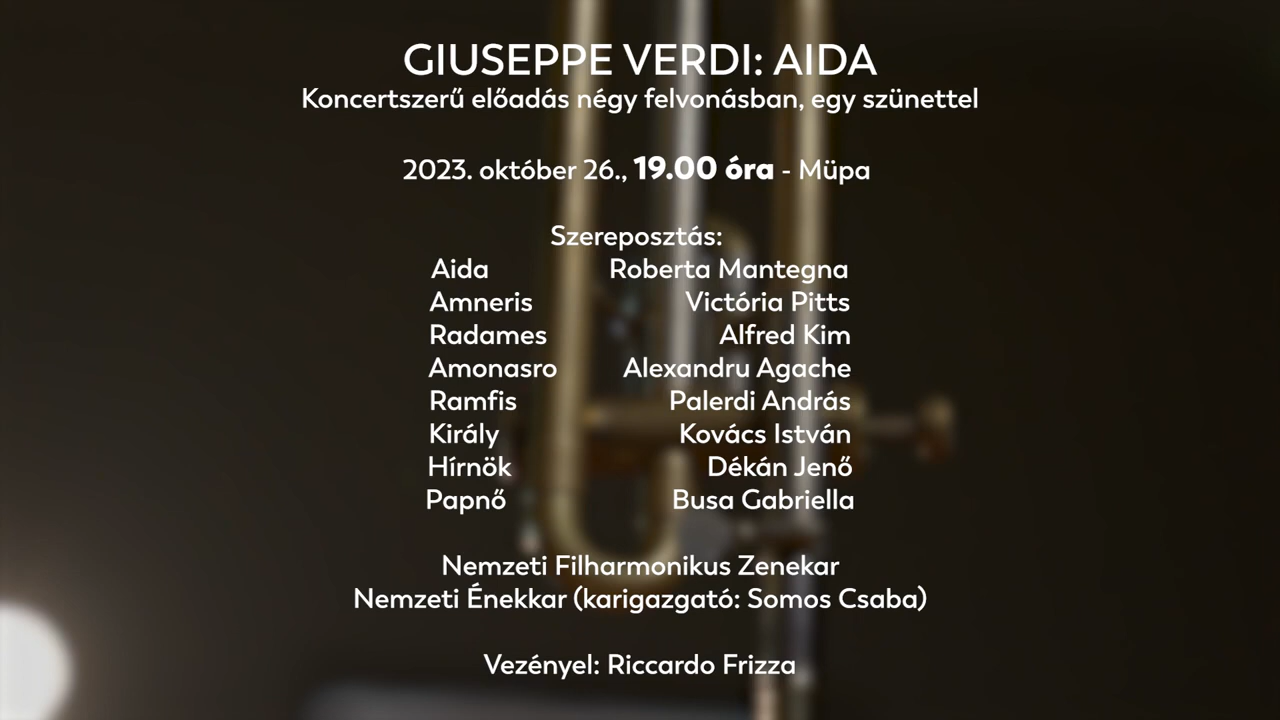 GIUSEPPE VERDI: AIDA
Koncertszerű előadás négy felvonásban, egy szünettel
2023. október 26., 19.00 óra - Müpa
Szereposztás:
Aida Roberta Mantegna
Amneris Victória Pitts
Radames Alfred Kim
Amonasro Alexandru Agache
Ramfis Palerdi András
Király Kovács István
Hírnök Dékán Jenő
Papnő Busa Gabriella
Nemzeti Filharmonikus Zenekar
Nemzeti Énekkar (karigazgató: Somos Csaba)
Vezényel: Riccardo Frizza